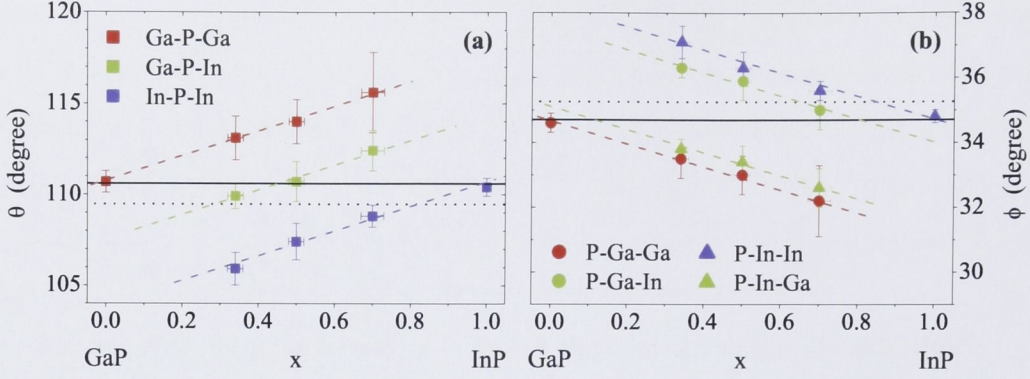 120
115
110
105
θ (degree)
Ga-P-Ga
Ga-P-In
In-P-In
(a)
0.0 0.2 0.4 0.6 0.8 1.0
GaP x InP
(b)
P-Ga-Ga P-In-In
P-Ga-In P-In-Ga
38
36
34
32
30
ϕ (degree)
0.0 0.2 0.4 0.6 0.8 1.0
GaP x InP